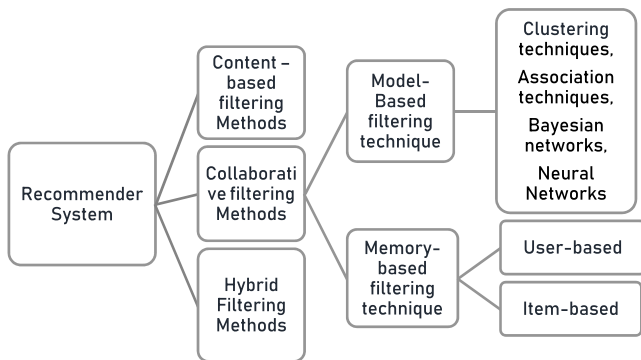 Recommender
System
Content –
based
filtering
Methods
Collaborati
ve filtering
Methods
Hybrid
Filtering
Methods
Model-
Based
filtering
technique
Memory-
based
filtering
technique
Clustering
techniques,
Association
techniques,
Bayesian
networks,
Neural
Networks
User-based
Item-based